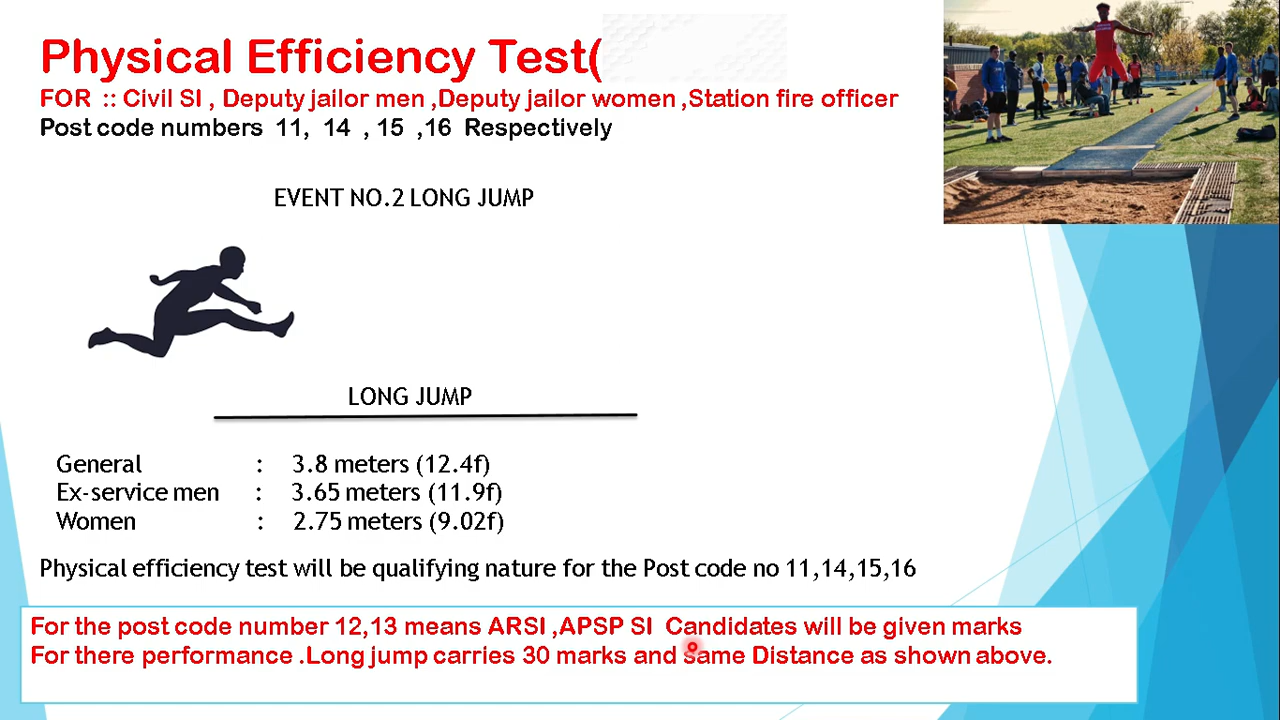 Physical Efficiency Test(
FOR :: Civil SI , Deputy jailor men ,Deputy jailor women ,Station fire officer
Post code numbers 11, 14 , 15 ,16 Respectively
EVENT NO.2 LONG JUMP
LONG JUMP
General : 3.8 meters (12.4f)
Ex-service men : 3.65 meters (11.9f)
Women : 2.75 meters (9.02f)
Physical efficiency test will be qualifying nature for the Post code no 11,14,15,16
For the post code number 12,13 means ARSI ,APSP SI Candidates will be given marks
For there performance .Long jump carries 30 marks and same Distance as shown above.